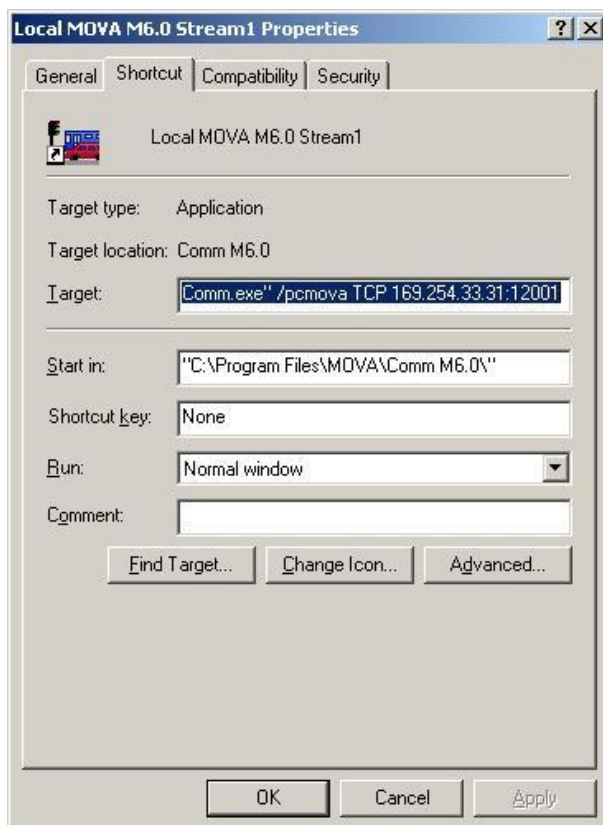 Local MOVA M6.0 Stream1 Properties
General Shortcut Compatibility Security
Local MOVA M6.0 Stream1
Target type: Application
Target location: Comm M6.0
Target: Comm.exe" /pcmova TCP 169.254.33.31:12001
Start in: "C:\Program Files\MOVA\Comm M6.0\"
Shortcut key: None
Run: Normal window
Comment:
Find Target... Change Icon... Advanced...
OK Cancel Apply